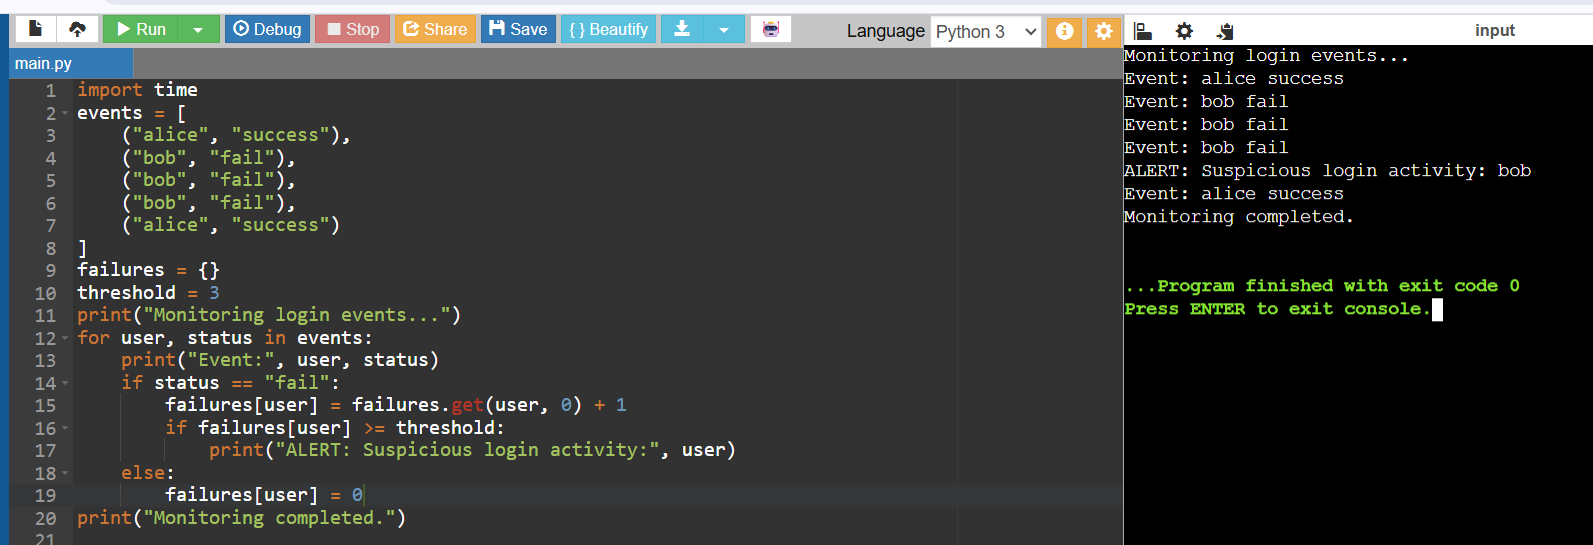 Run Debug Stop Share Save { } Beautify Language Python 3 input
main.py
1 import time
2 events = [
3 ("alice", "success"),
4 ("bob", "fail"),
5 ("bob", "fail"),
6 ("bob", "fail"),
7 ("alice", "success")
8 ]
9 failures = {}
10 threshold = 3
11 print("Monitoring login events...")
12 for user, status in events:
13 print("Event:", user, status)
14 if status == "fail":
15 failures[user] = failures.get(user, 0) + 1
16 if failures[user] >= threshold:
17 print("ALERT: Suspicious login activity:", user)
18 else:
19 failures[user] = 0
20 print("Monitoring completed.")
21
Monitoring login events...
Event: alice success
Event: bob fail
Event: bob fail
Event: bob fail
ALERT: Suspicious login activity: bob
Event: alice success
Monitoring completed.
...Program finished with exit code 0
Press ENTER to exit console.